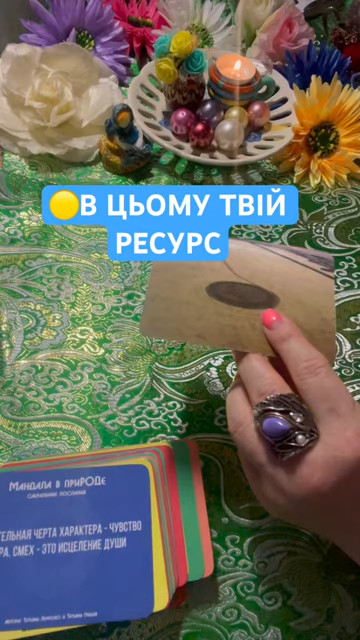 В ЦЬОМУ ТВІЙ
РЕСУРС
МАНДАЛА В ПРИРОДЕ
ТЕЛЬНАЯ ЧЕРТА ХАРАКТЕРА - ЧУВСТВО
РА. СМЕХ - ЭТО ИСЦЕЛЕНИЕ ДУШИ